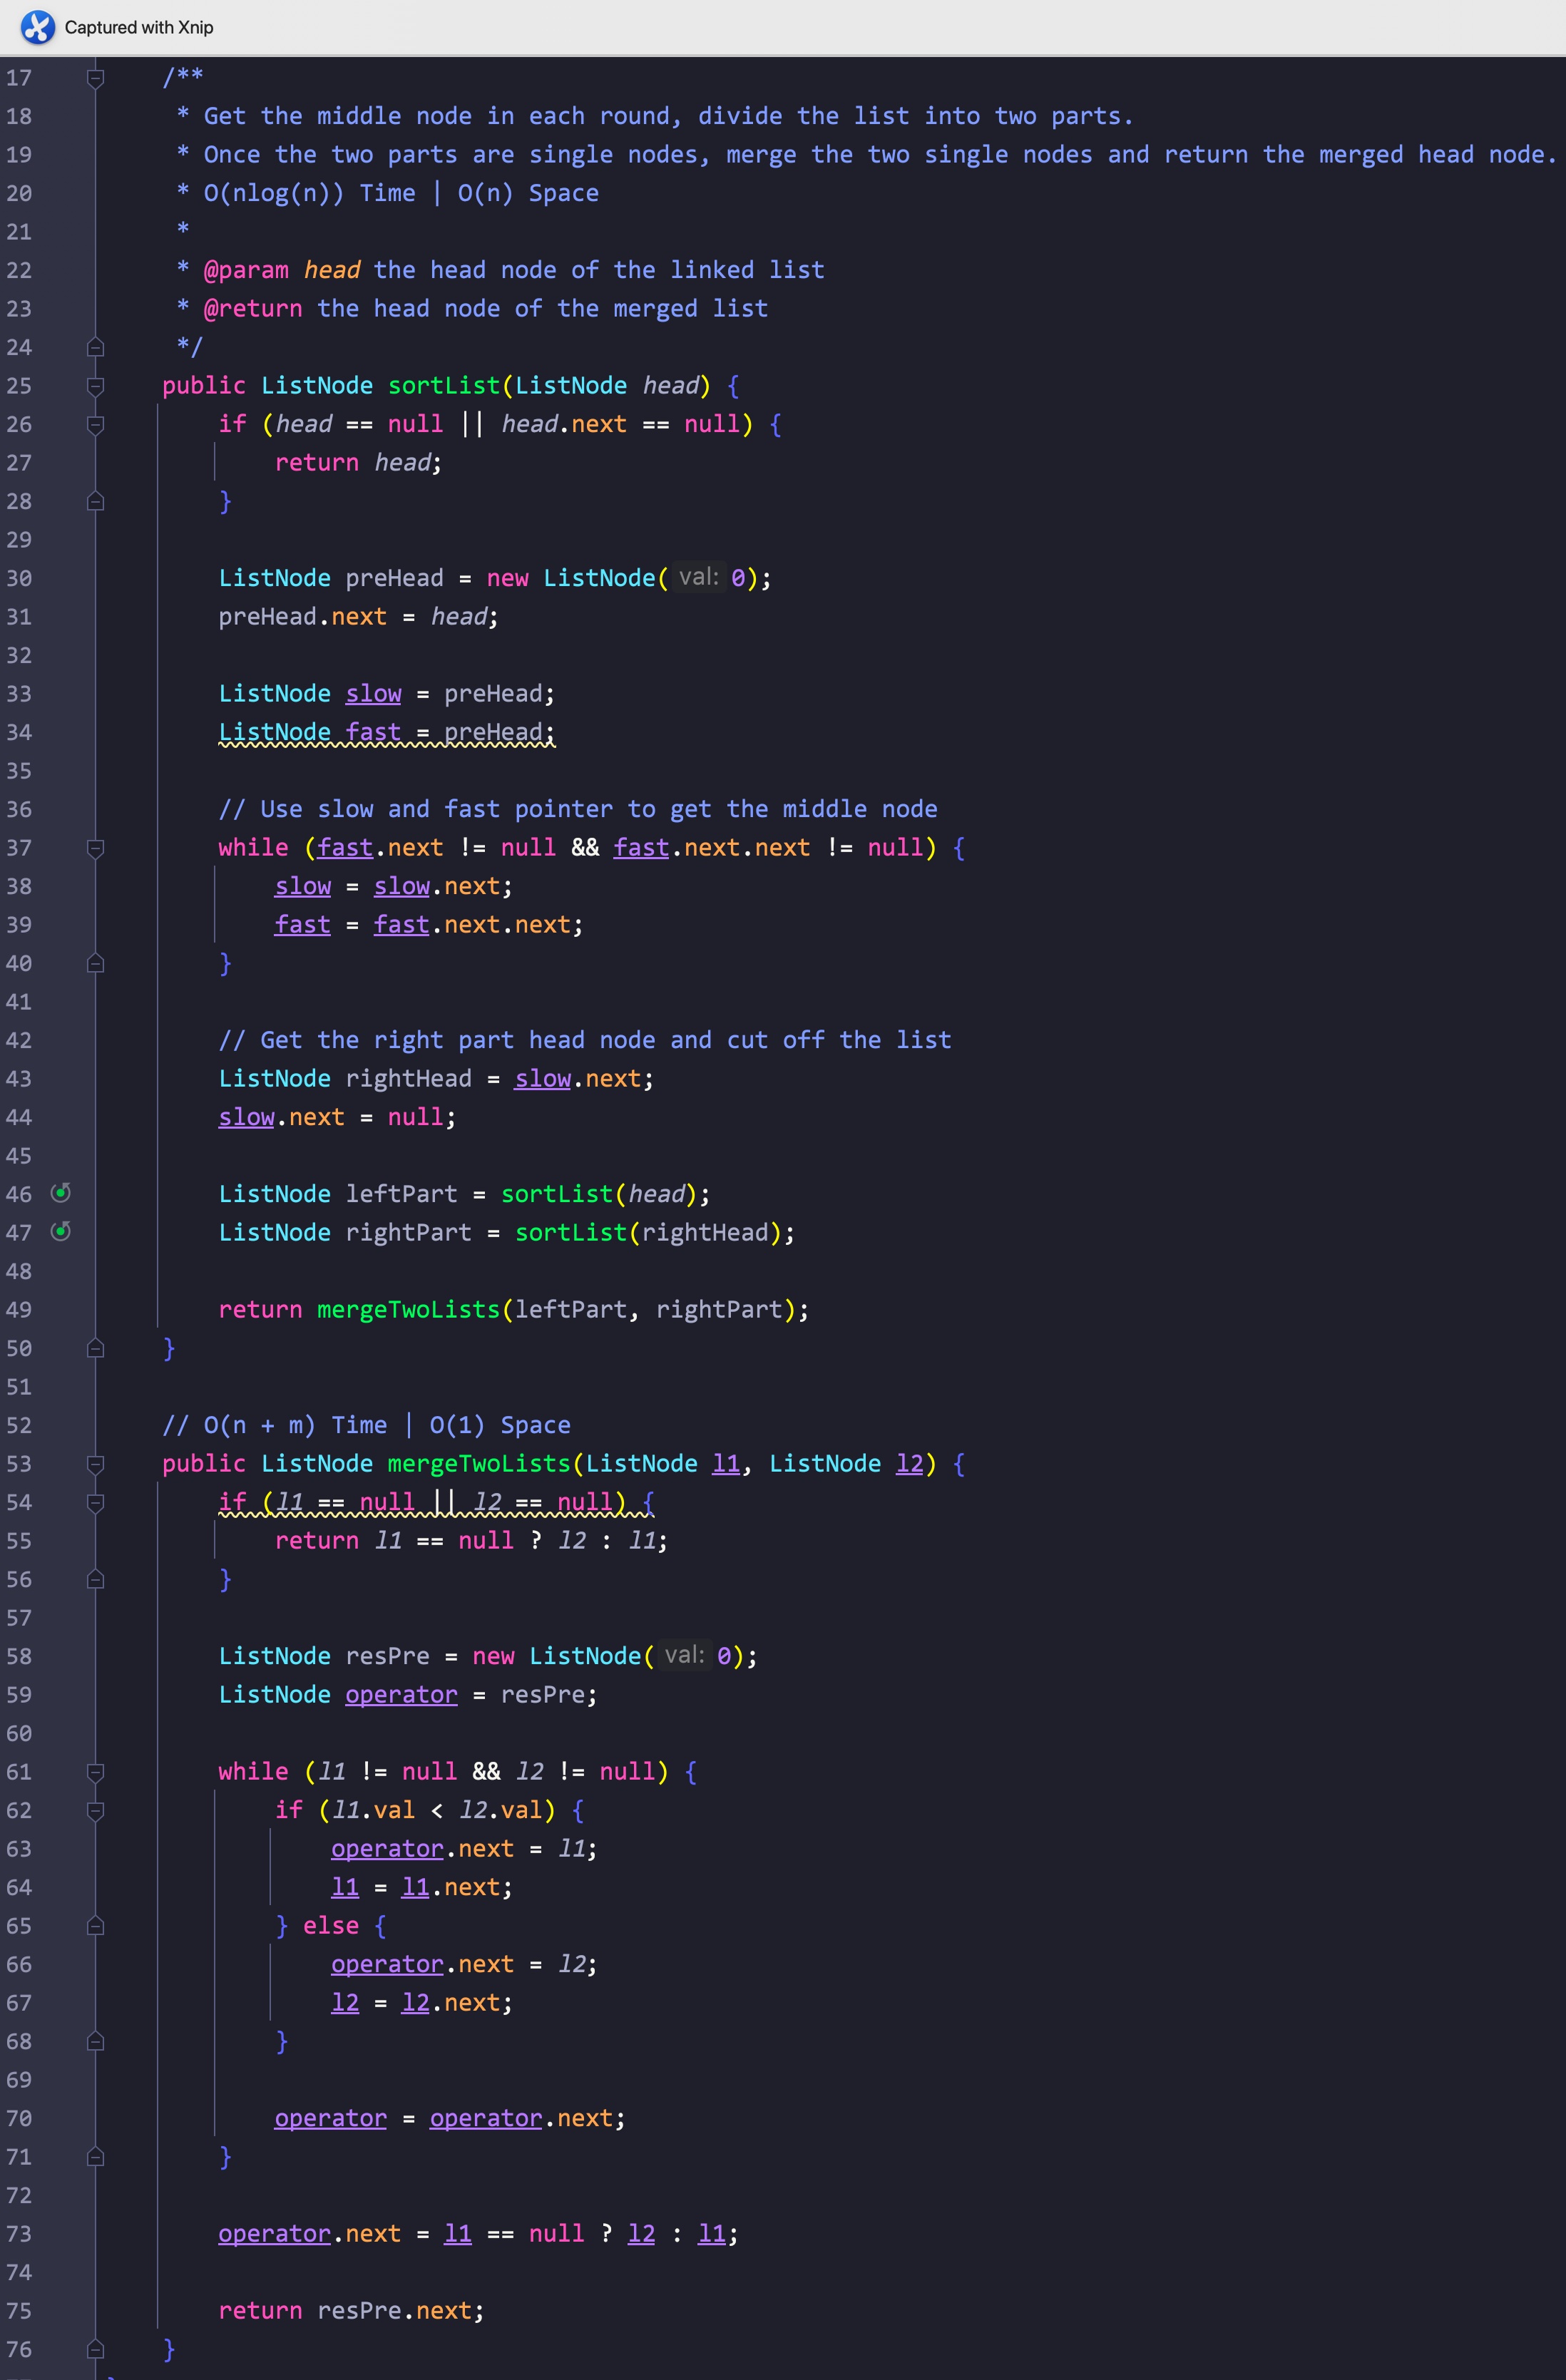 Captured with Xnip
17 /**
18 * Get the middle node in each round, divide the list into two parts.
19 * Once the two parts are single nodes, merge the two single nodes and return the merged head node.
20 * O(nlog(n)) Time | O(n) Space
21 *
22 * @param head the head node of the linked list
23 * @return the head node of the merged list
24 */
25 public ListNode sortList(ListNode head) {
26 if (head == null || head.next == null) {
27 return head;
28 }
29
30 ListNode preHead = new ListNode( val: 0);
31 preHead.next = head;
32
33 ListNode slow = preHead;
34 ListNode fast = preHead;
35
36 // Use slow and fast pointer to get the middle node
37 while (fast.next != null && fast.next.next != null) {
38 slow = slow.next;
39 fast = fast.next.next;
40 }
41
42 // Get the right part head node and cut off the list
43 ListNode rightHead = slow.next;
44 slow.next = null;
45
46 ListNode leftPart = sortList(head);
47 ListNode rightPart = sortList(rightHead);
48
49 return mergeTwoLists(leftPart, rightPart);
50 }
51
52 // O(n + m) Time | O(1) Space
53 public ListNode mergeTwoLists(ListNode l1, ListNode l2) {
54 if (l1 == null || l2 == null) {
55 return l1 == null ? l2 : l1;
56 }
57
58 ListNode resPre = new ListNode( val: 0);
59 ListNode operator = resPre;
60
61 while (l1 != null && l2 != null) {
62 if (l1.val < l2.val) {
63 operator.next = l1;
64 l1 = l1.next;
65 } else {
66 operator.next = l2;
67 l2 = l2.next;
68 }
69
70 operator = operator.next;
71 }
72
73 operator.next = l1 == null ? l2 : l1;
74
75 return resPre.next;
76 }